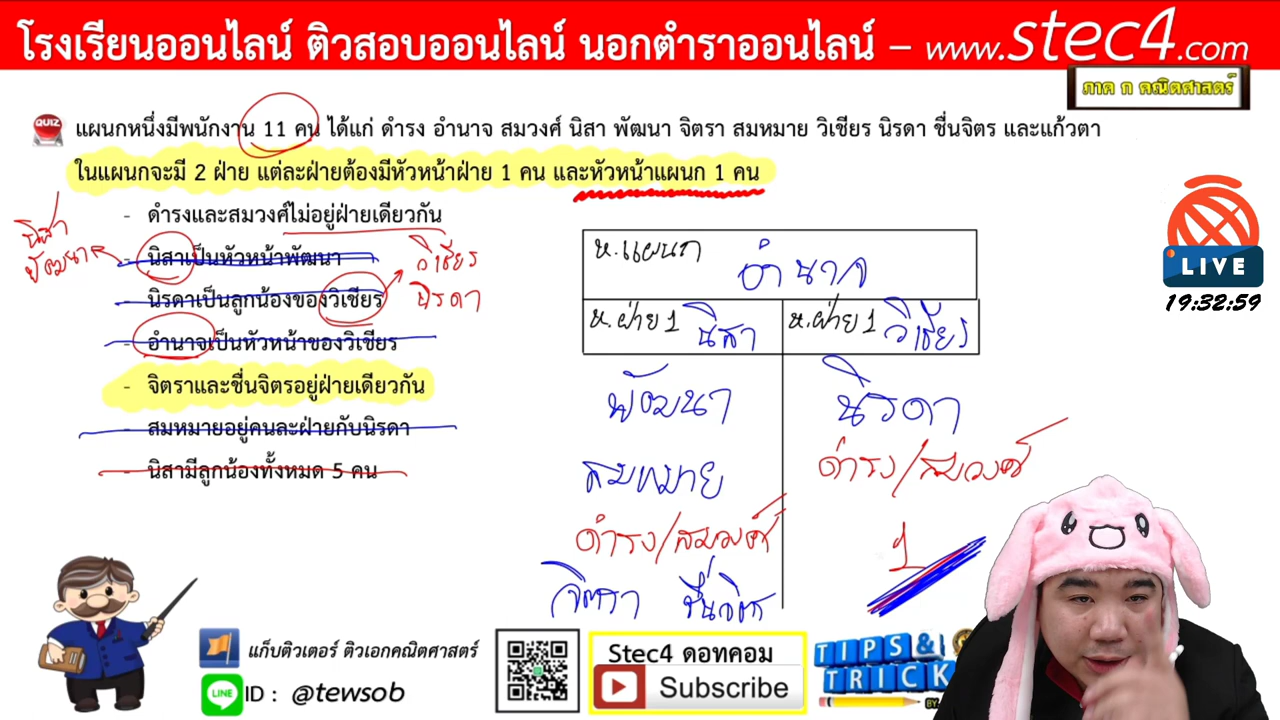 โรงเรียนออนไลน์ ติวสอบออนไลน์ นอกตำราออนไลน์ – www.stec4.com
ภาค ก คณิตศาสตร์
QUIZ
แผนกหนึ่งมีพนักงาน 11 คน ได้แก่ ดำรง อำนาจ สมวงศ์ นิสา พัฒนา จิตรา สมหมาย วิเชียร นิรดา ชื่นจิตร และแก้วตา
ในแผนกจะมี 2 ฝ่าย แต่ละฝ่ายต้องมีหัวหน้าฝ่าย 1 คน และหัวหน้าแผนก 1 คน
- ดำรงและสมวงศ์ไม่อยู่ฝ่ายเดียวกัน
- นิสาเป็นหัวหน้าพัฒนา
- นิรดาเป็นลูกน้องของวิเชียร
- อำนาจเป็นหัวหน้าของวิเชียร
- จิตราและชื่นจิตรอยู่ฝ่ายเดียวกัน
- สมหมายอยู่คนละฝ่ายกับนิรดา
- นิสามีลูกน้องทั้งหมด 5 คน
นิสา
พัฒนา
วิเชียร
นิรดา
ห.แผนก อำนาจ
ห.ฝ่าย 1 นิสา
ห.ฝ่าย 1 วิเชียร
พัฒนา
นิรดา
สมหมาย
ดำรง/สมวงศ์
ดำรง/สมวงศ์
1
จิตรา ชื่นจิตร
LIVE
19:32:59
แก็บติวเตอร์ ติวเอกคณิตศาสตร์
LINE
ID : @tewsob
Stec4 ดอทคอม
Subscribe
TIPS &
TRICK
BY